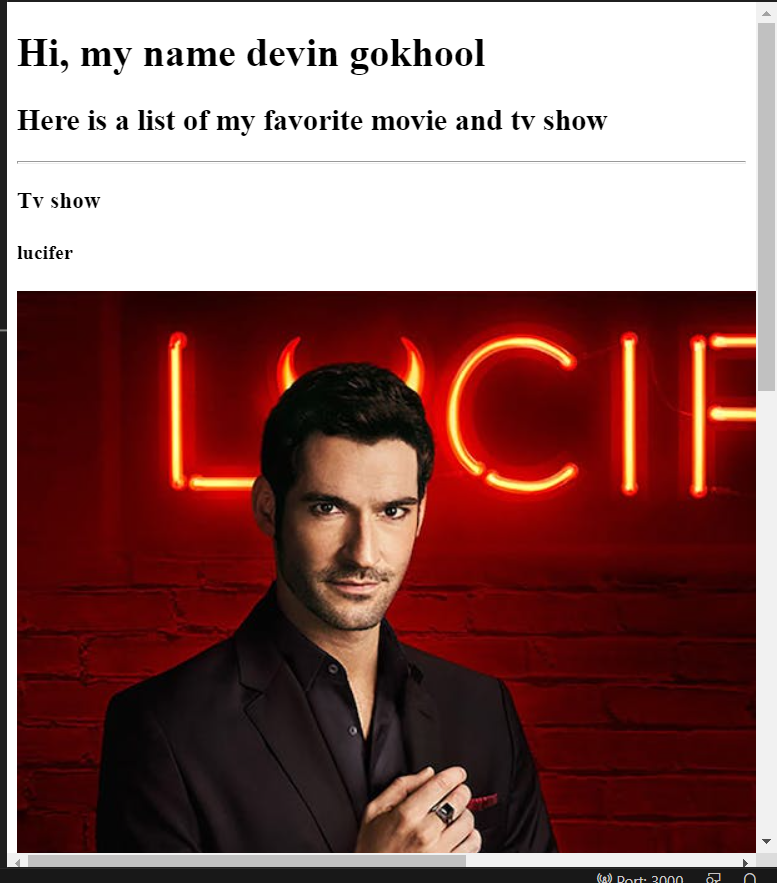 Hi, my name devin gokhool
Here is a list of my favorite movie and tv show
Tv show
lucifer
LUCIF
Port: 3000